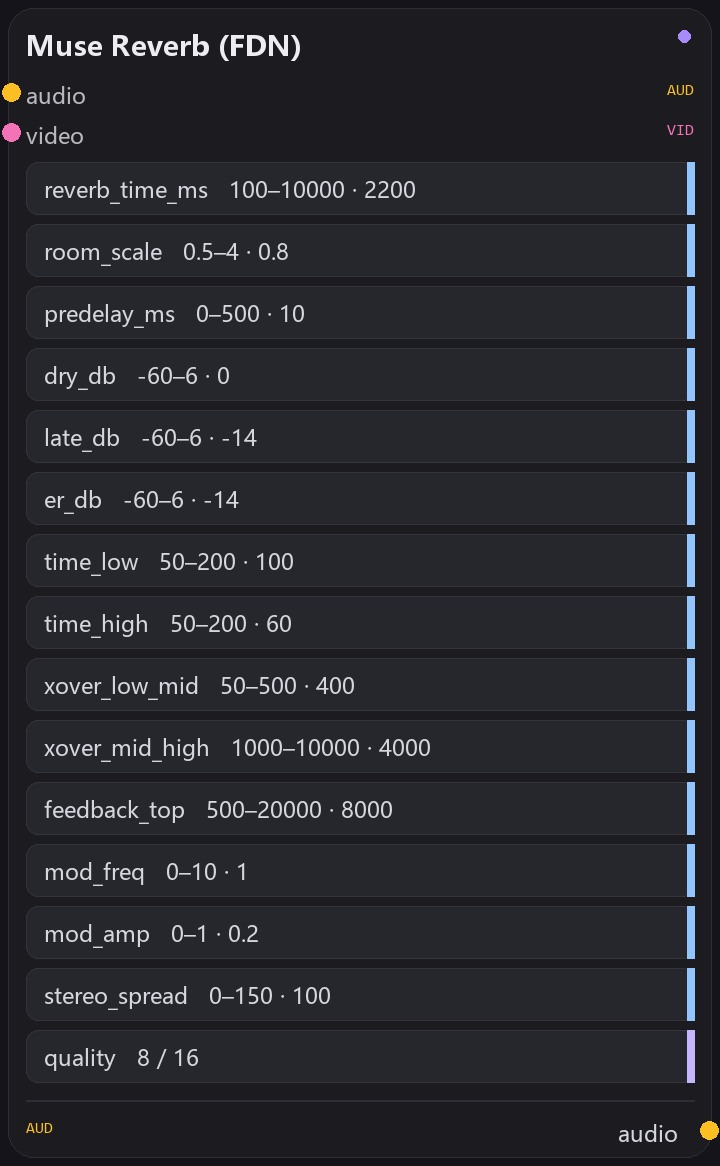 Muse Reverb (FDN)
audio AUD
video VID
reverb_time_ms 100–10000 · 2200
room_scale 0.5–4 · 0.8
predelay_ms 0–500 · 10
dry_db -60–6 · 0
late_db -60–6 · -14
er_db -60–6 · -14
time_low 50–200 · 100
time_high 50–200 · 60
xover_low_mid 50–500 · 400
xover_mid_high 1000–10000 · 4000
feedback_top 500–20000 · 8000
mod_freq 0–10 · 1
mod_amp 0–1 · 0.2
stereo_spread 0–150 · 100
quality 8 / 16
AUD audio